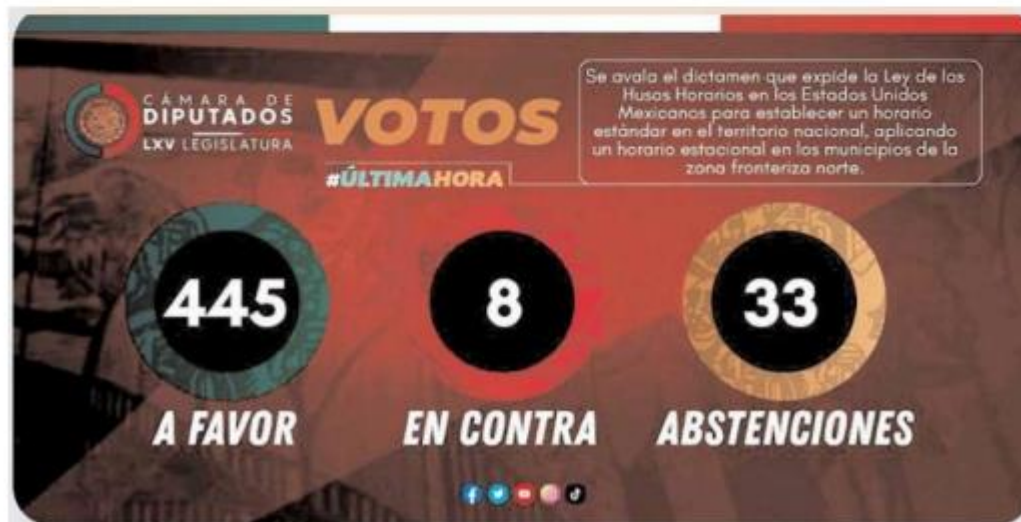 CÁMARA DE
DIPUTADOS
LXV LEGISLATURA
VOTOS
#ÚLTIMAHORA
Se avala el dictamen que expide la Ley de los
Husos Horarios en los Estados Unidos
Mexicanos para establecer un horario
estándar en el territorio nacional, aplicando
un horario estacional en los municipios de la
zona fronteriza norte.
445
A FAVOR
8
EN CONTRA
33
ABSTENCIONES